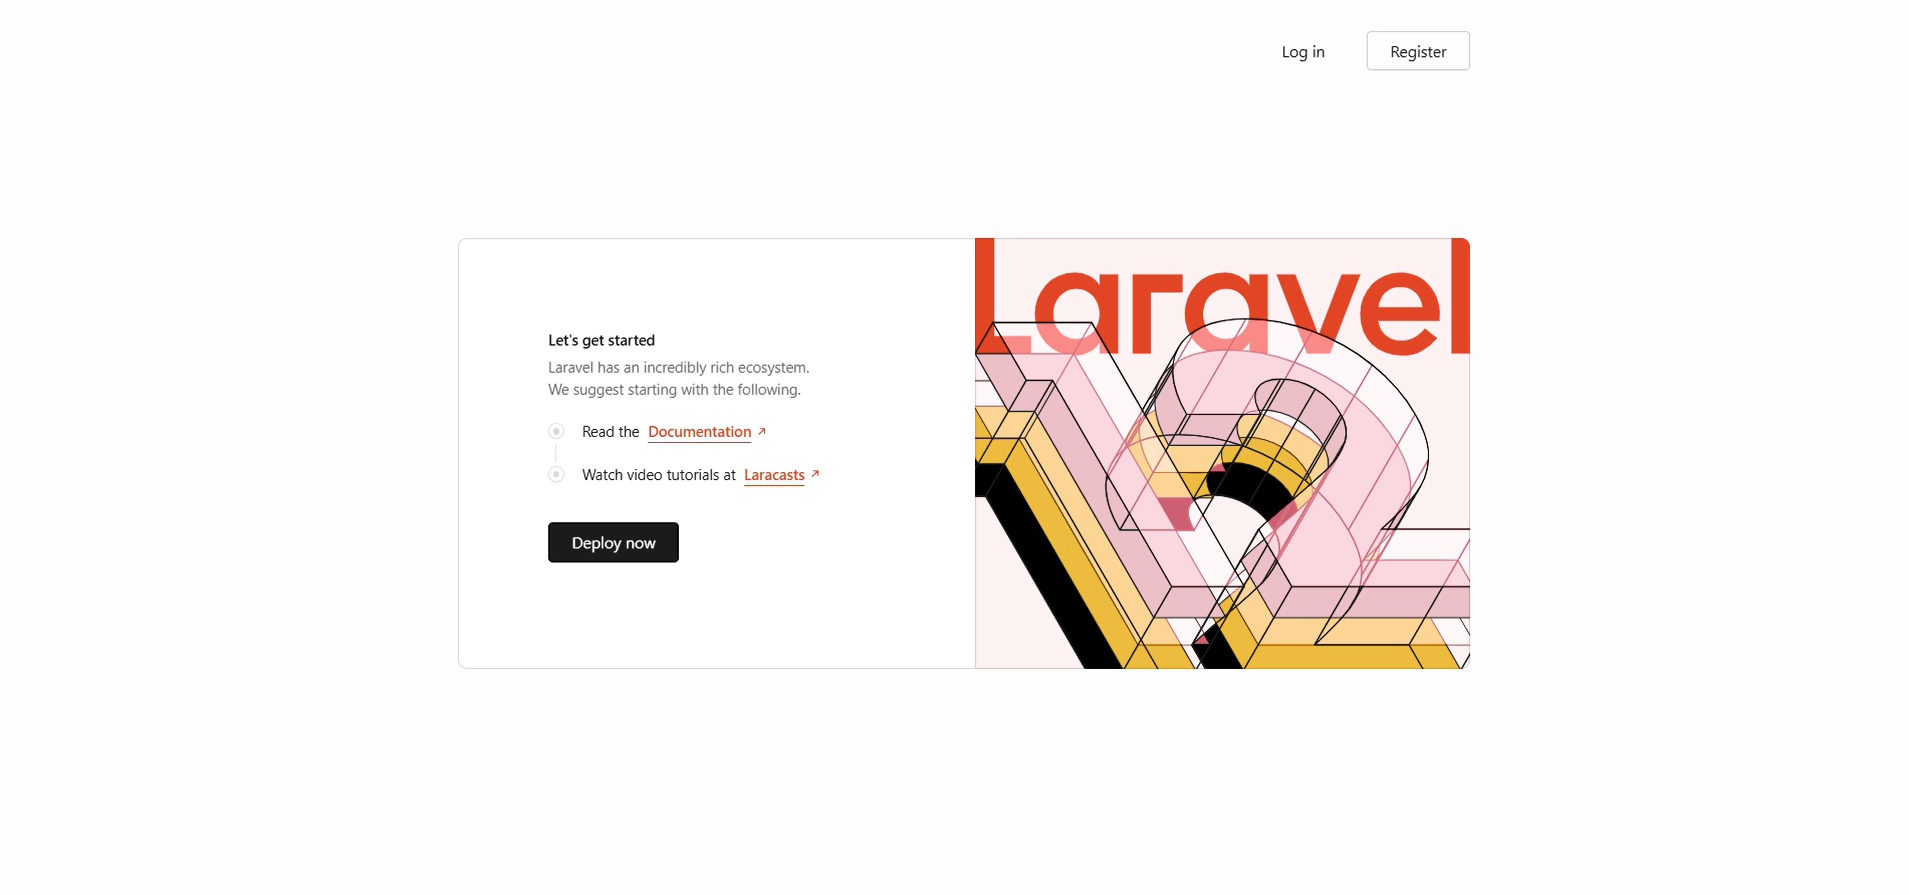 Log in
Register
Let's get started
Laravel has an incredibly rich ecosystem.
We suggest starting with the following.
Read the Documentation ↗
Watch video tutorials at Laracasts ↗
Deploy now
Laravel